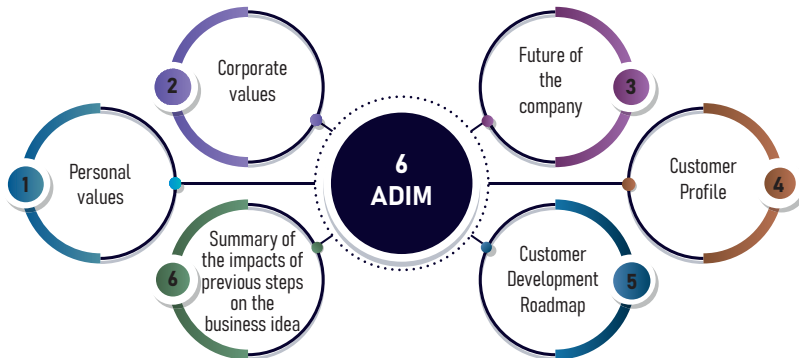 1
Personal
values
2
Corporate
values
3
Future of
the
company
4
Customer
Profile
5
Customer
Development
Roadmap
6
Summary of
the impacts of
previous steps
on the
business idea
6
ADIM